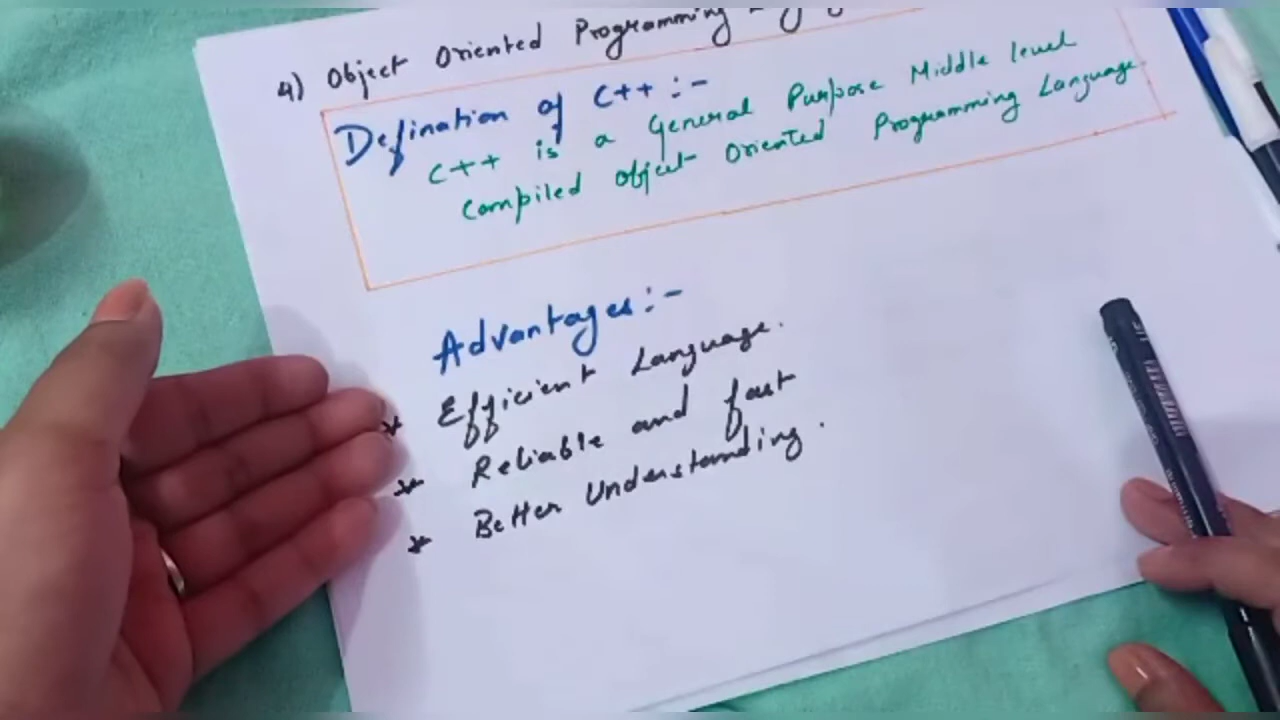 4) Object Oriented Programming
Defination of C++ :-
C++ is a General Purpose Middle level
Compiled Object Oriented Programming Language.
Advantages :-
* Efficient Language.
* Reliable and fast
* Better Understanding.